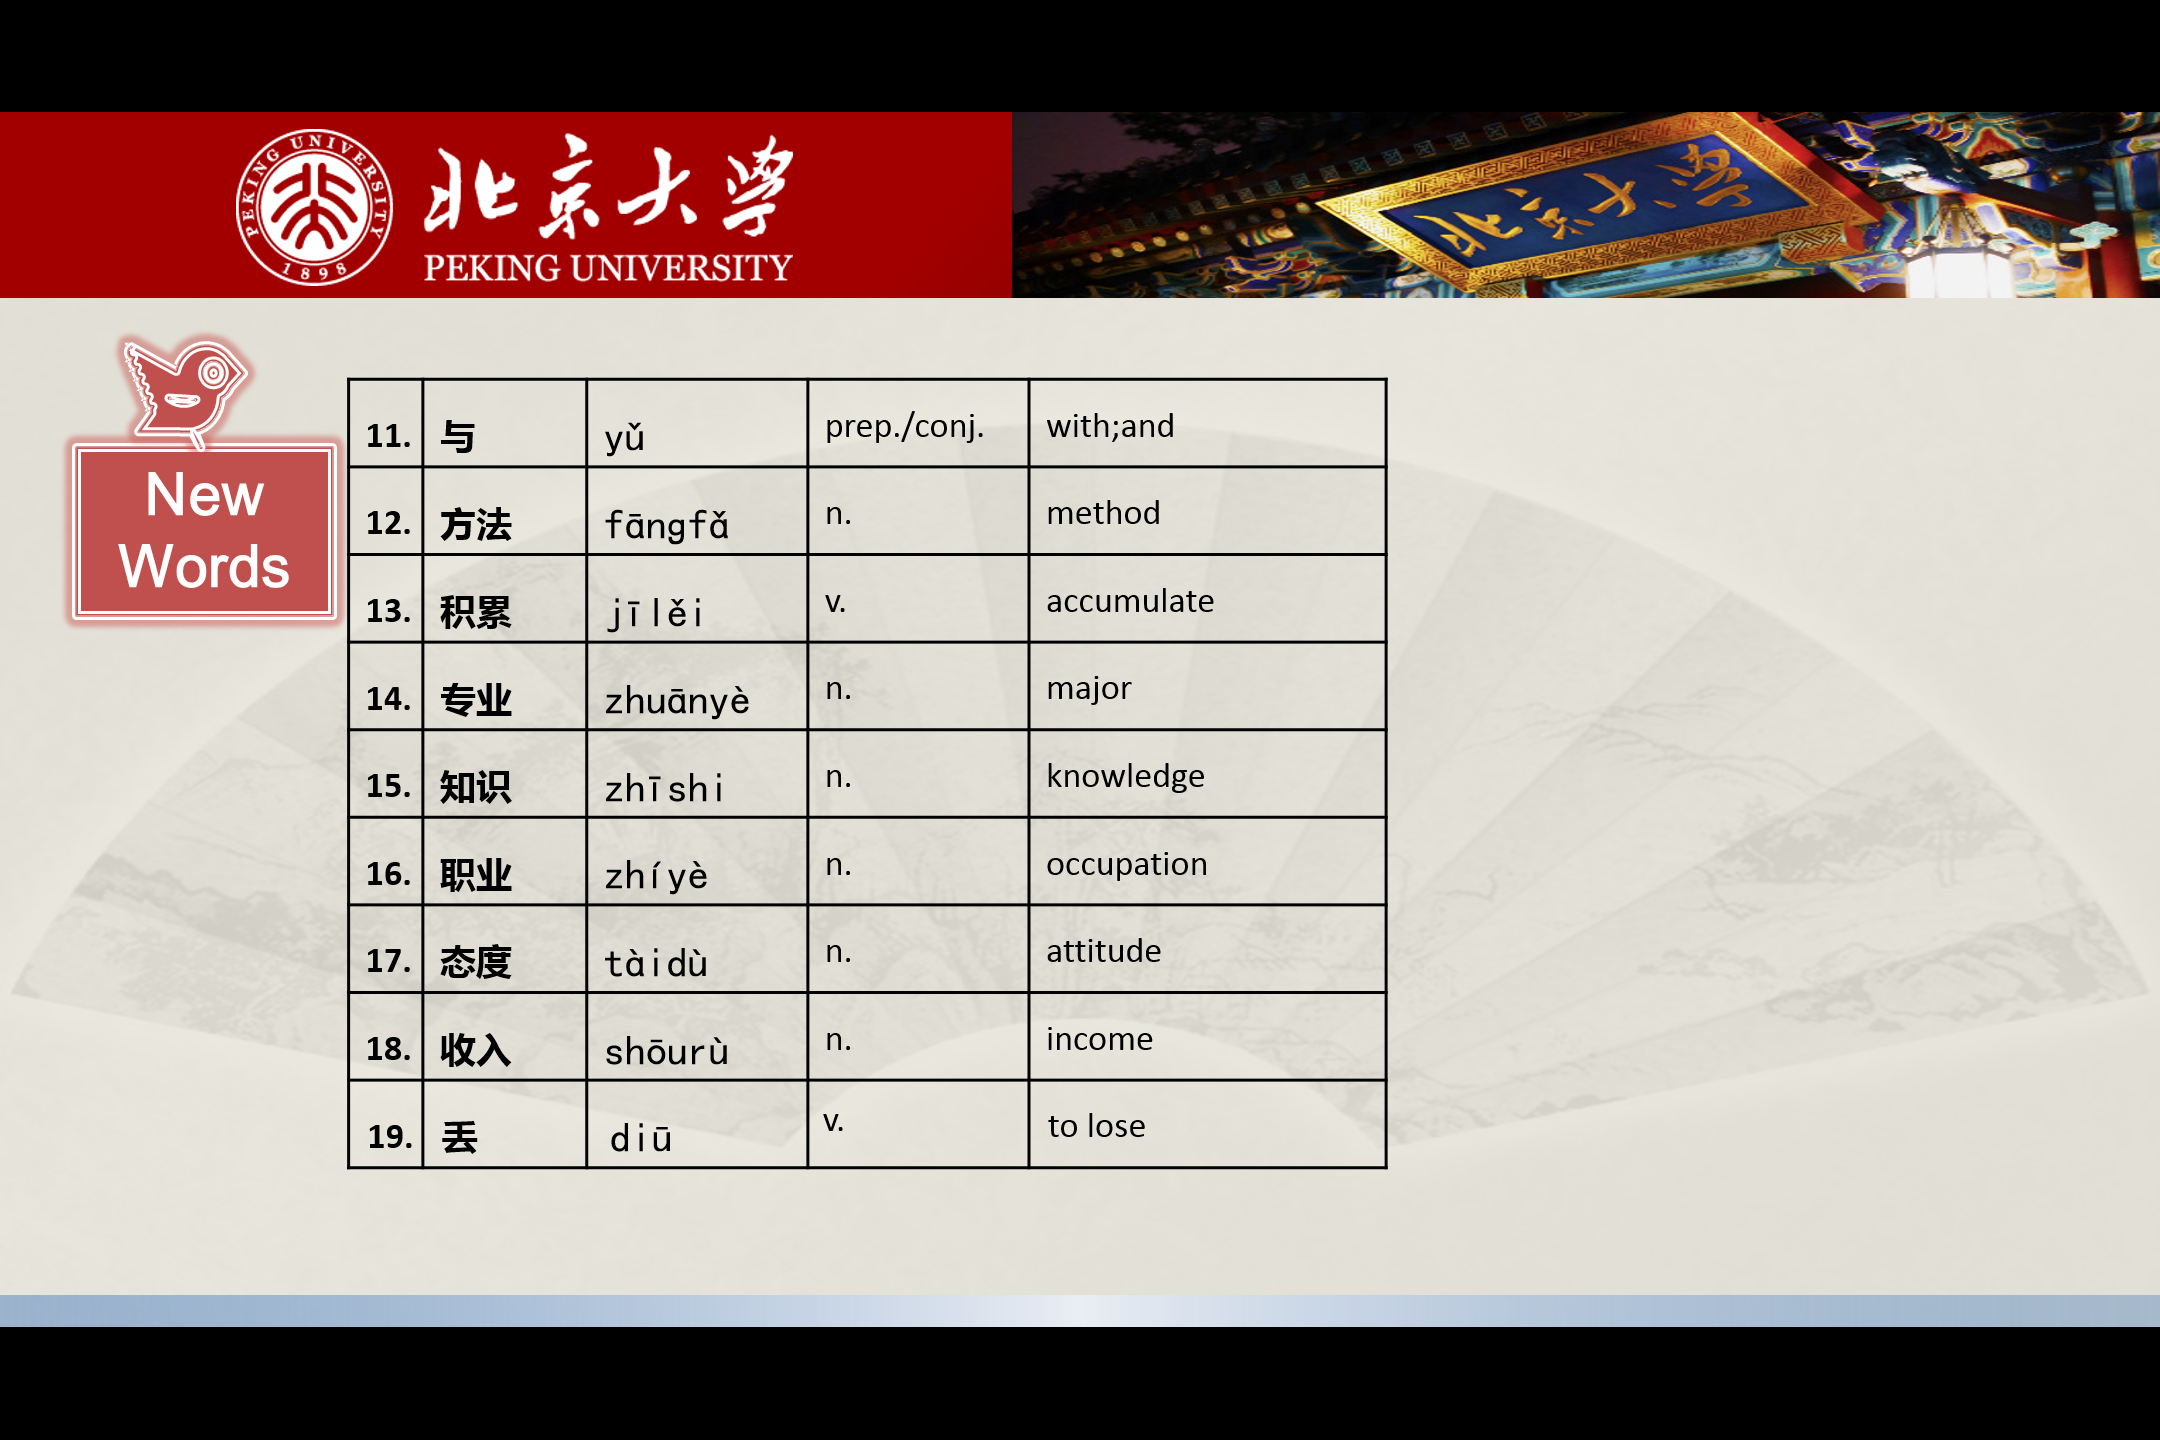 PEKING UNIVERSITY
1898
北京大学
PEKING UNIVERSITY
北京大学
New
Words
11. 与 yǔ prep./conj. with;and
12. 方法 fāngfǎ n. method
13. 积累 jīlěi v. accumulate
14. 专业 zhuānyè n. major
15. 知识 zhīshi n. knowledge
16. 职业 zhíyè n. occupation
17. 态度 tàidù n. attitude
18. 收入 shōurù n. income
19. 丢 diū v. to lose